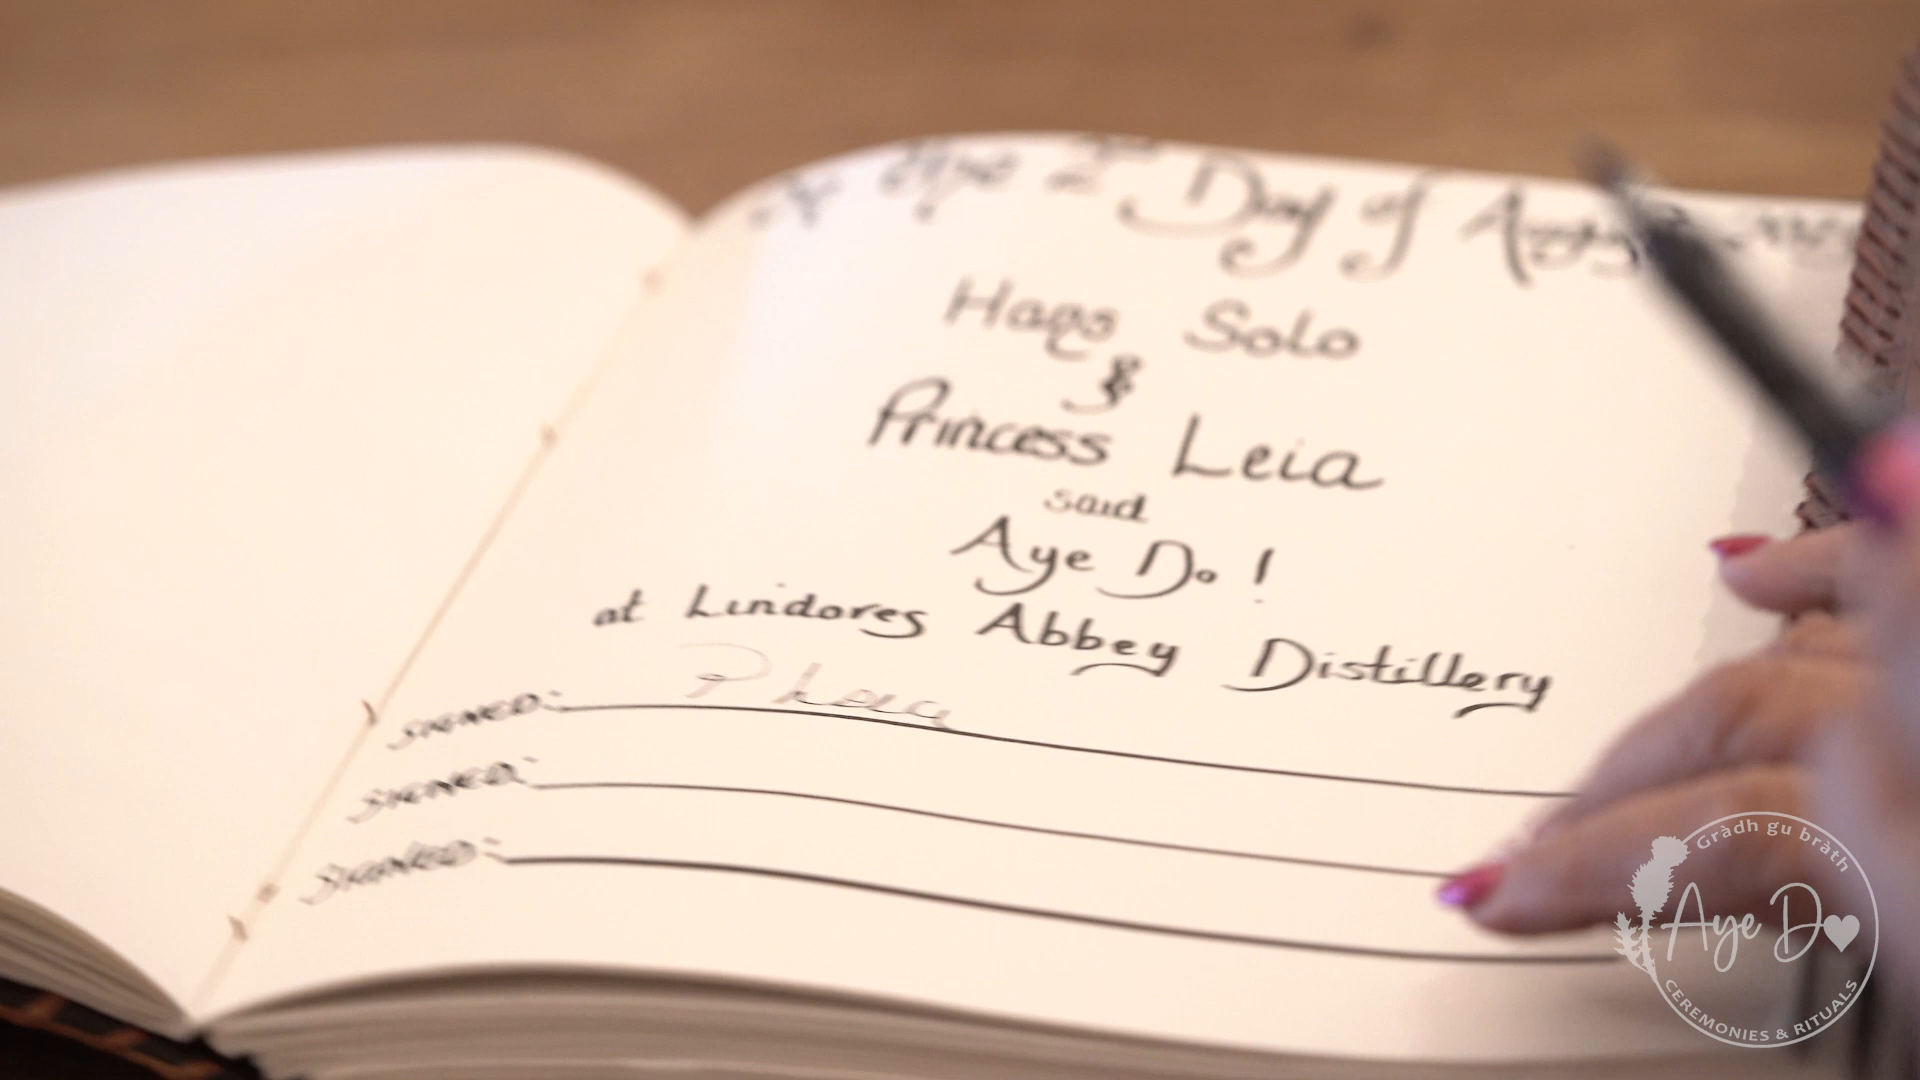 Day of
Hans Solo
&
Princess Leia
said
Aye Do!
at Lindores Abbey Distillery
SIGNED: P Leia
SIGNED:
SIGNED:
Gràdh gu bràth
Aye Do
CEREMONIES & RITUALS